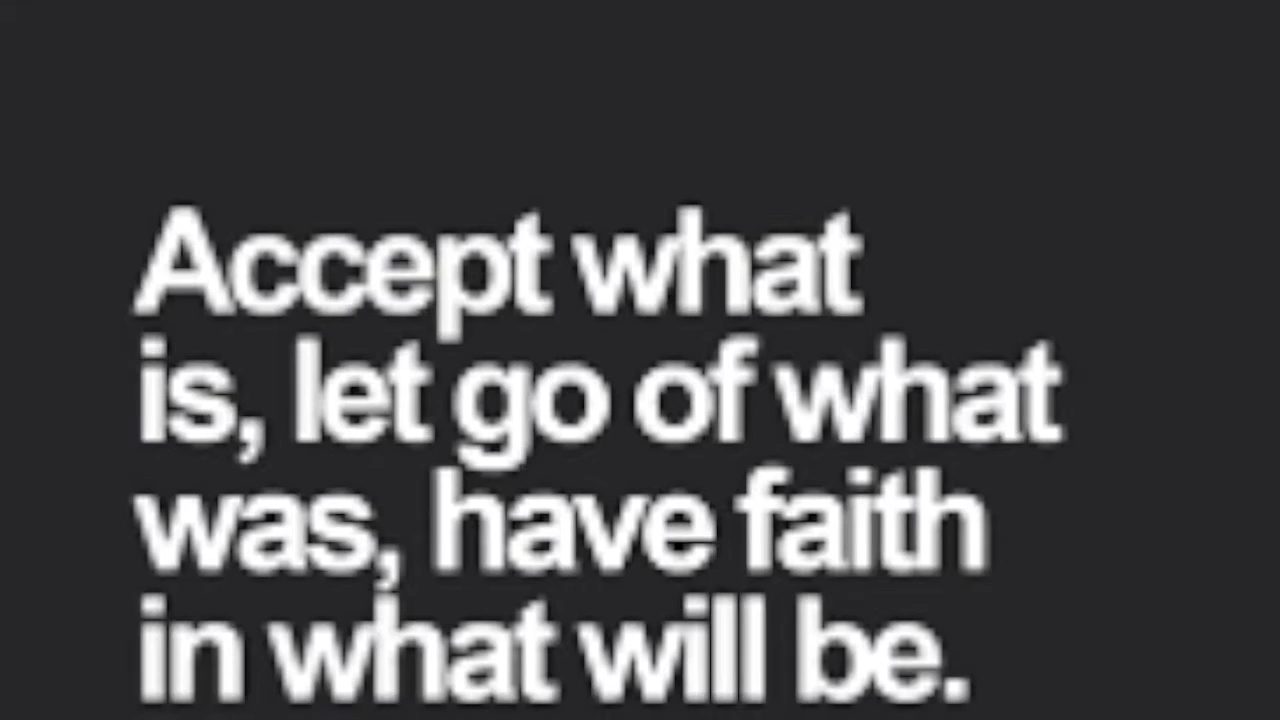 Accept what
is, let go of what
was, have faith
in what will be.